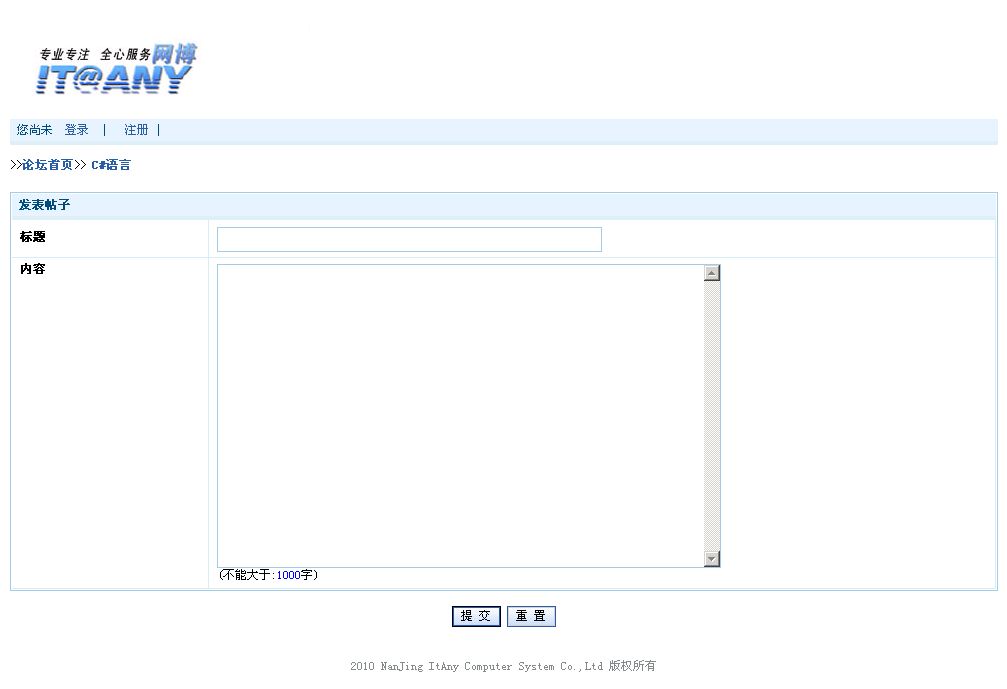 专业专注 全心服务 网博
IT@ANY
您尚未 登录 | 注册 |
>>论坛首页>> C#语言
发表帖子
标题
内容
(不能大于:1000字)
提 交 重 置
2010 NanJing ItAny Computer System Co.,Ltd 版权所有